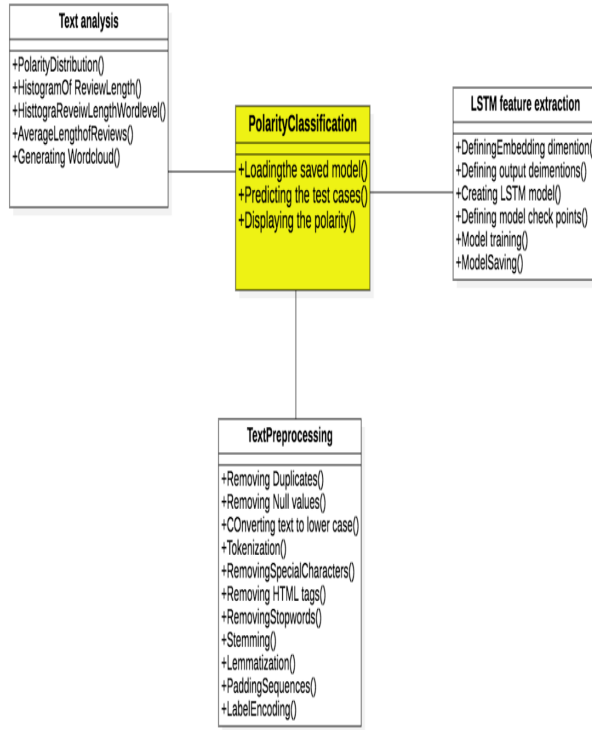 Text analysis
+PolarityDistribution()
+HistogramOf ReviewLength()
+HisttograReveiwLengthWordlevel()
+AverageLengthofReviews()
+Generating Wordcloud()
PolarityClassification
+Loadingthe saved model()
+Predicting the test cases()
+Displaying the polarity()
LSTM feature extraction
+DefiningEmbedding dimention()
+Defining output deimentions()
+Creating LSTM model()
+Defining model check points()
+Model training()
+ModelSaving()
TextPreprocessing
+Removing Duplicates()
+Removing Null values()
+COnverting text to lower case()
+Tokenization()
+RemovingSpecialCharacters()
+Removing HTML tags()
+RemovingStopwords()
+Stemming()
+Lemmatization()
+PaddingSequences()
+LabelEncoding()